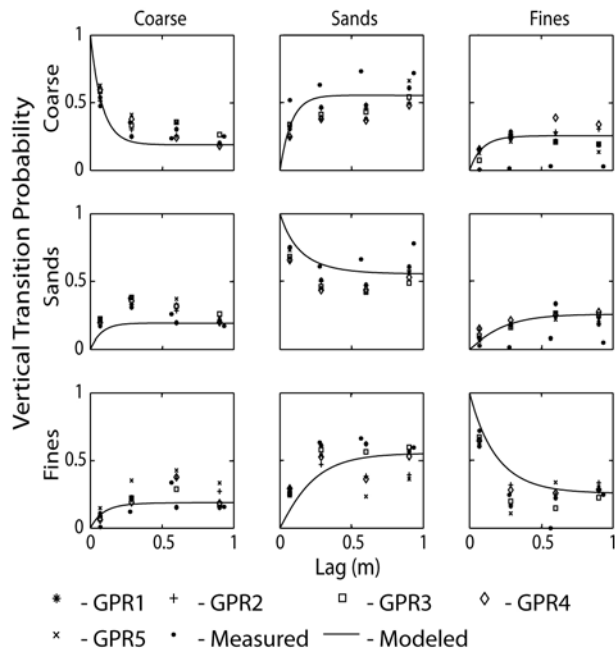 Coarse Sands Fines
Vertical Transition Probability
Coarse
1
0.5
0
Sands
1
0.5
0
Fines
1
0.5
0
0 0.5 1 0 0.5 1 0 0.5 1
Lag (m)
✷ - GPR1 + - GPR2 □ - GPR3 ◇ - GPR4
× - GPR5 • - Measured — - Modeled